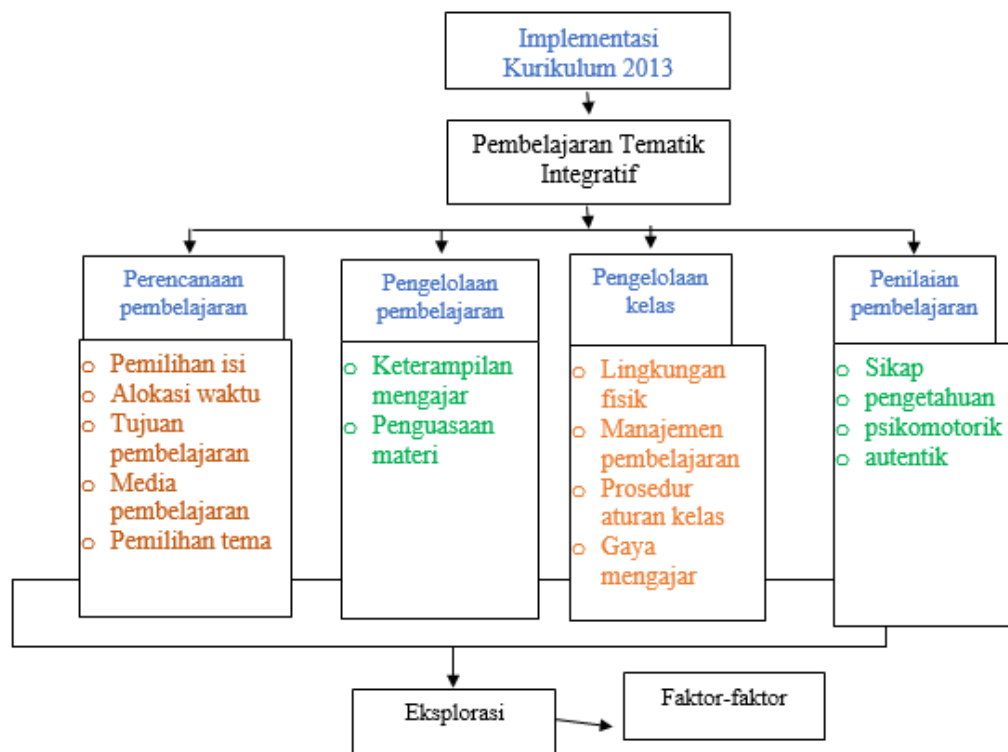 Implementasi
Kurikulum 2013
Pembelajaran Tematik
Integratif
Perencanaan
pembelajaran
o Pemilihan isi
o Alokasi waktu
o Tujuan
pembelajaran
o Media
pembelajaran
o Pemilihan tema
Pengelolaan
pembelajaran
o Keterampilan
mengajar
o Penguasaan
materi
Pengelolaan
kelas
o Lingkungan
fisik
o Manajemen
pembelajaran
o Prosedur
aturan kelas
o Gaya
mengajar
Penilaian
pembelajaran
o Sikap
o pengetahuan
o psikomotorik
o autentik
Eksplorasi
Faktor-faktor